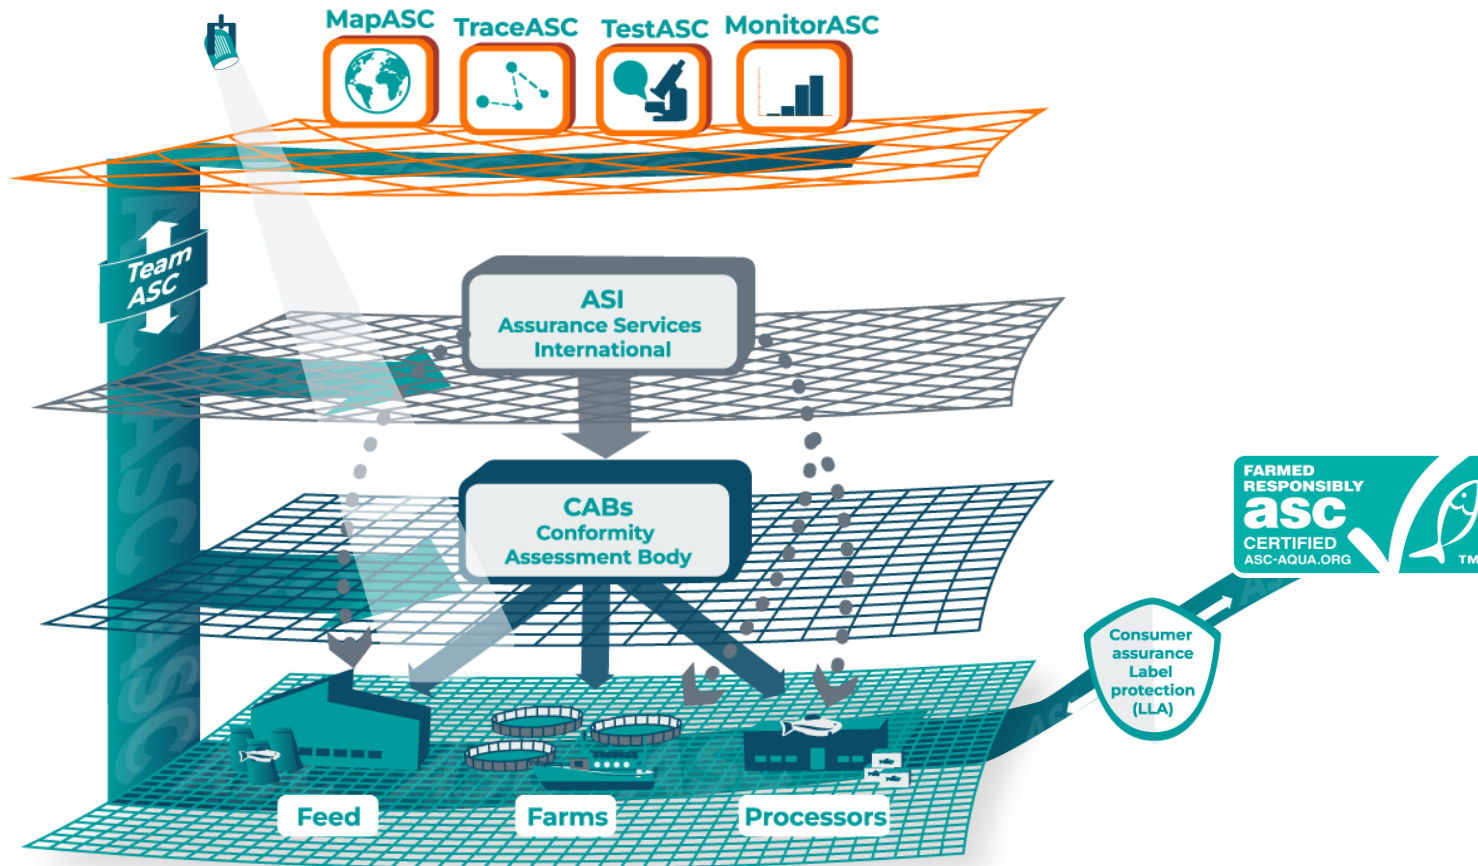 MapASC
TraceASC
TestASC
MonitorASC
Team
ASC
ASI
Assurance Services
International
CABs
Conformity
Assessment Body
FARMED
RESPONSIBLY
asc
CERTIFIED
ASC-AQUA.ORG
TM
Consumer
assurance
Label
protection
(LLA)
Feed
Farms
Processors